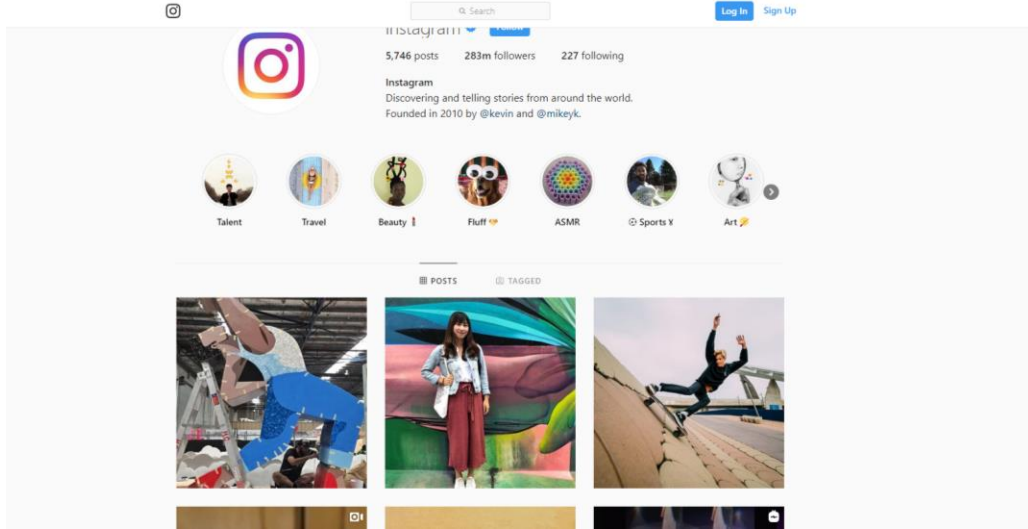 Search
Log In
Sign Up
instagram
Follow
5,746 posts 283m followers 227 following
Instagram
Discovering and telling stories from around the world.
Founded in 2010 by @kevin and @mikeyk.
Talent
Travel
Beauty 💄
Fluff
ASMR
⚽ Sports
Art
POSTS
TAGGED